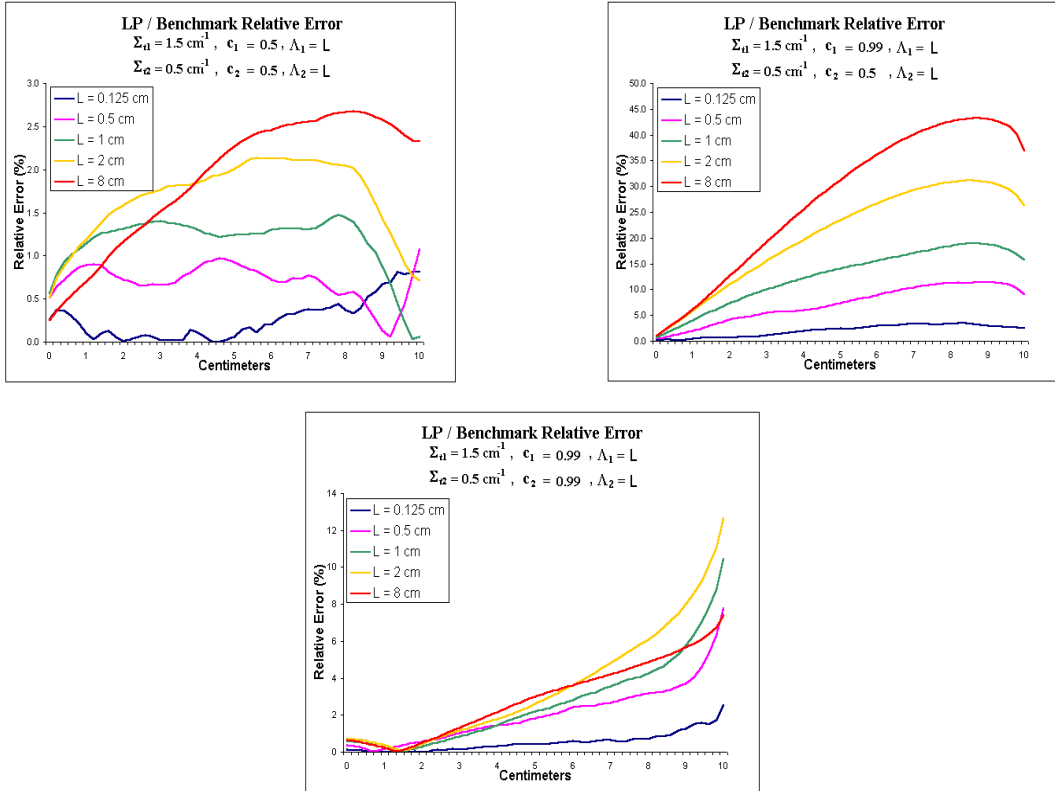 LP / Benchmark Relative Error
Σt1 = 1.5 cm-1 , c1 = 0.5 , Λ1 = L
Σt2 = 0.5 cm-1 , c2 = 0.5 , Λ2 = L
3.0
2.5
2.0
1.5
1.0
0.5
0.0
Relative Error (%)
L = 0.125 cm
L = 0.5 cm
L = 1 cm
L = 2 cm
L = 8 cm
0 1 2 3 4 5 6 7 8 9 10
Centimeters
LP / Benchmark Relative Error
Σt1 = 1.5 cm-1 , c1 = 0.99 , Λ1 = L
Σt2 = 0.5 cm-1 , c2 = 0.5 , Λ2 = L
50.0
45.0
40.0
35.0
30.0
25.0
20.0
15.0
10.0
5.0
0.0
Relative Error (%)
L = 0.125 cm
L = 0.5 cm
L = 1 cm
L = 2 cm
L = 8 cm
0 1 2 3 4 5 6 7 8 9 10
Centimeters
LP / Benchmark Relative Error
Σt1 = 1.5 cm-1 , c1 = 0.99 , Λ1 = L
Σt2 = 0.5 cm-1 , c2 = 0.99 , Λ2 = L
14
12
10
8
6
4
2
0
Relative Error (%)
L = 0.125 cm
L = 0.5 cm
L = 1 cm
L = 2 cm
L = 8 cm
0 1 2 3 4 5 6 7 8 9 10
Centimeters